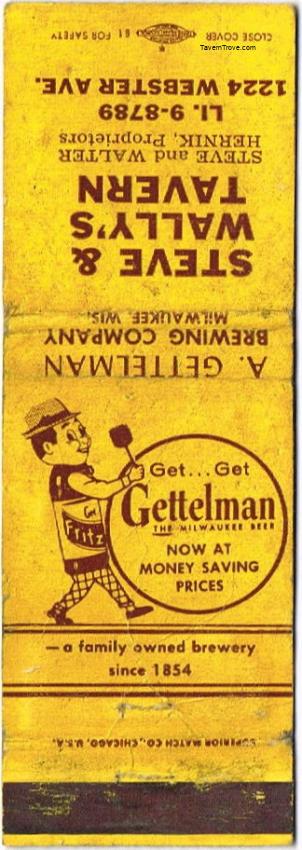 CLOSE COVER 61 FOR SAFETY
TavernTrove.com
1224 WEBSTER AVE.
LI. 9-8789
HERNIK, Proprietors
STEVE and WALTER
TAVERN
WALLY'S
STEVE &
MILWAUKEE, WIS.
BREWING COMPANY
A. GETTELMAN
Get...Get
Gettelman
THE MILWAUKEE BEER
NOW AT
MONEY SAVING
PRICES
Get
Fritz
—a family owned brewery
since 1854
SUPERIOR MATCH CO., CHICAGO, U.S.A.